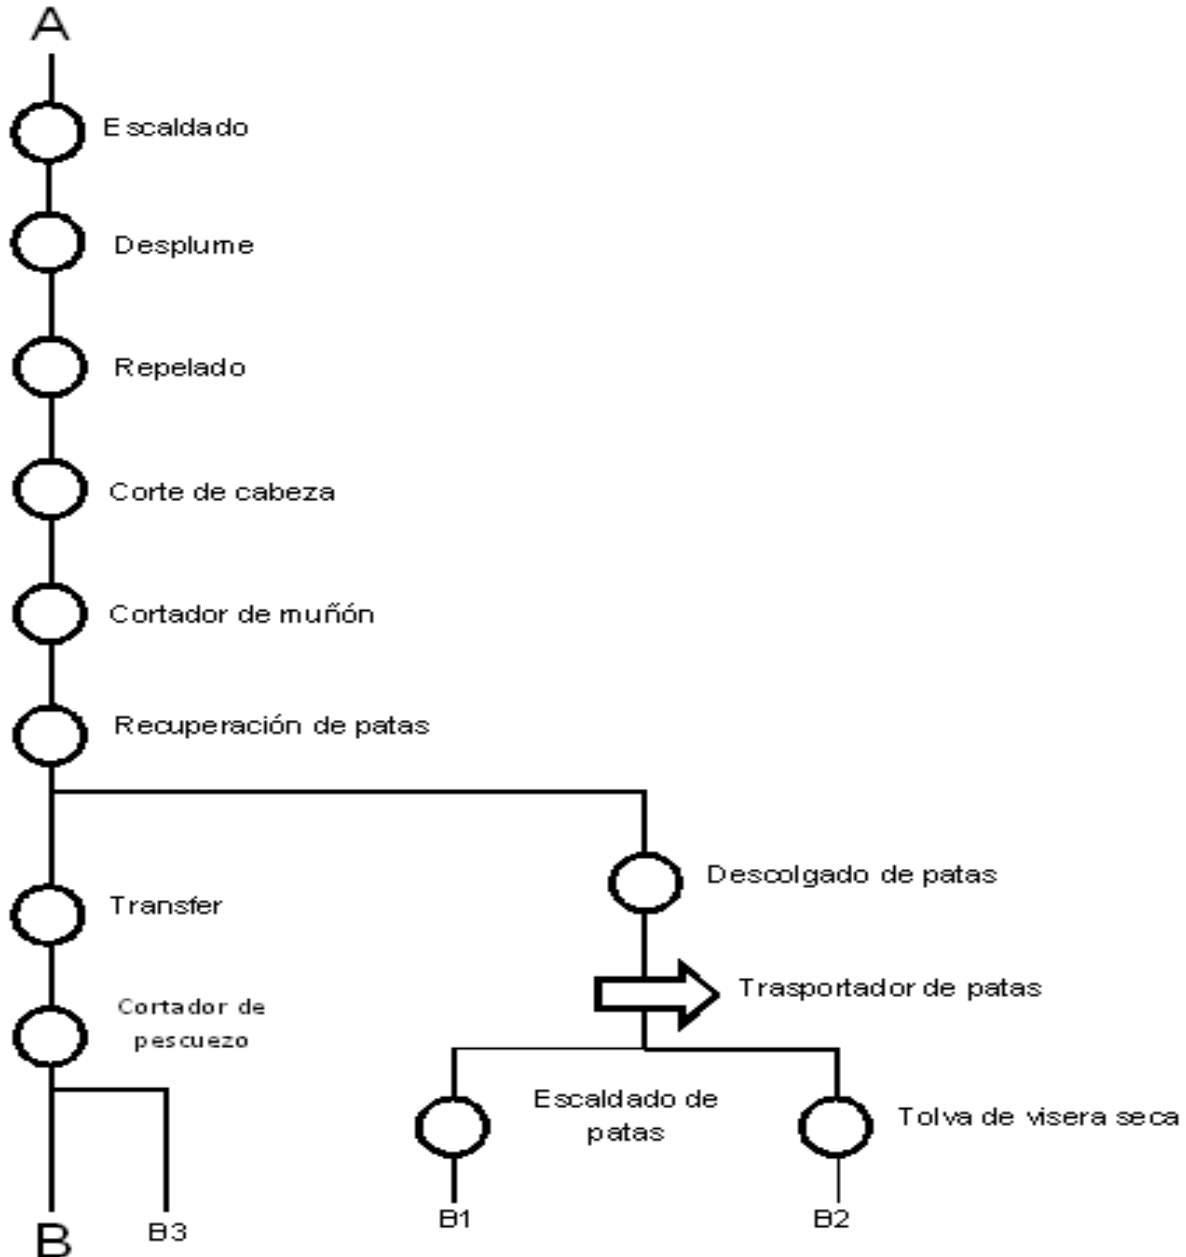 A
Escaldado
Desplume
Repelado
Corte de cabeza
Cortador de muñón
Recuperación de patas
Descolgado de patas
Transfer
Trasportador de patas
Cortador de
pescuezo
Escaldado de
patas
Tolva de visera seca
B
B3
B1
B2